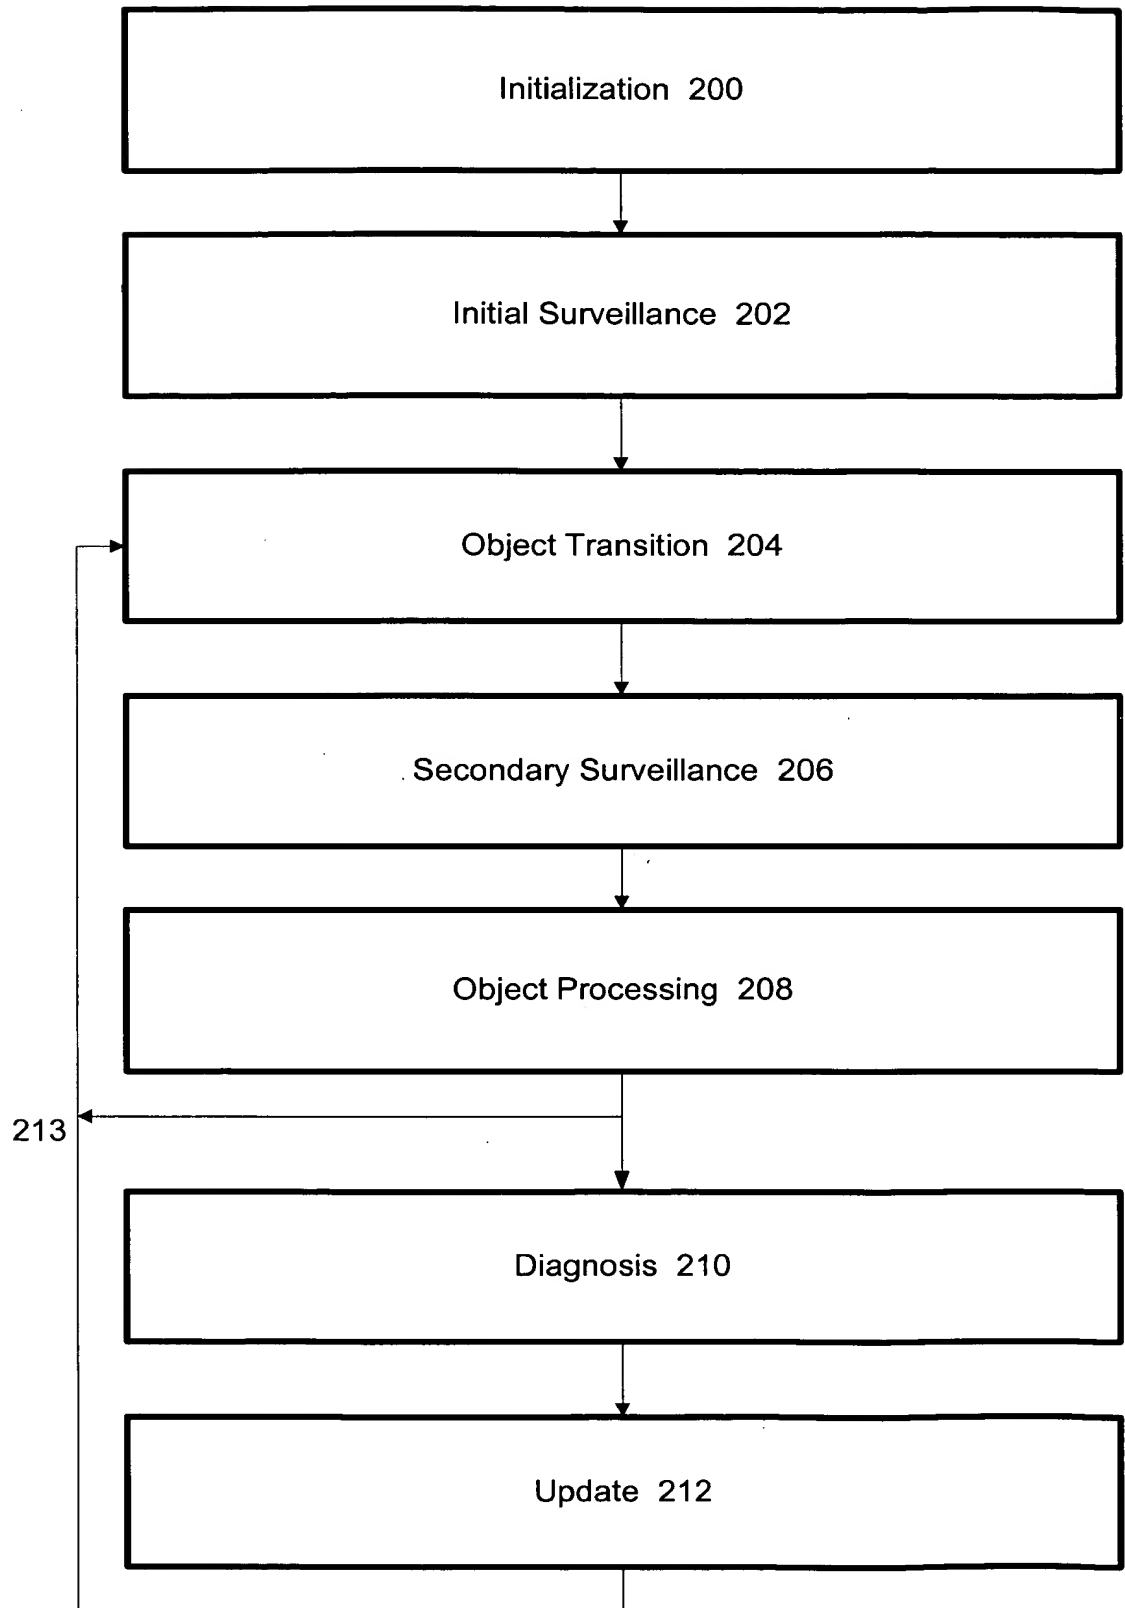 Initialization 200
Initial Surveillance 202
Object Transition 204
Secondary Surveillance 206
Object Processing 208
213
Diagnosis 210
Update 212